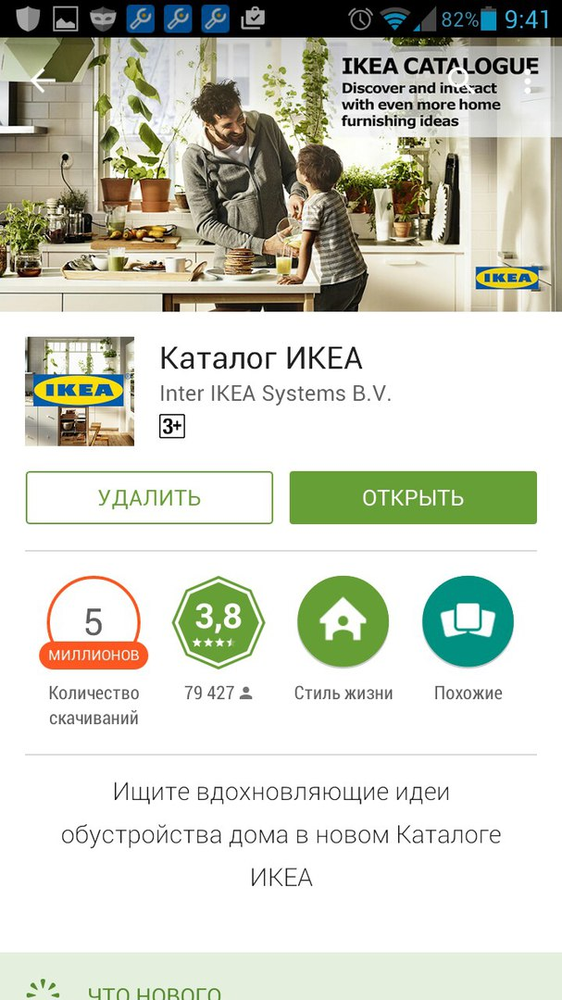 82% 9:41
IKEA CATALOGUE
Discover and interact
with even more home
furnishing ideas
IKEA
IKEA
Каталог ИКЕА
Inter IKEA Systems B.V.
3+
УДАЛИТЬ
ОТКРЫТЬ
5
МИЛЛИОНОВ
Количество
скачиваний
3,8
79 427
Стиль жизни
Похожие
Ищите вдохновляющие идеи
обустройства дома в новом Каталоге
ИКЕА
ЧТО НОВОГО